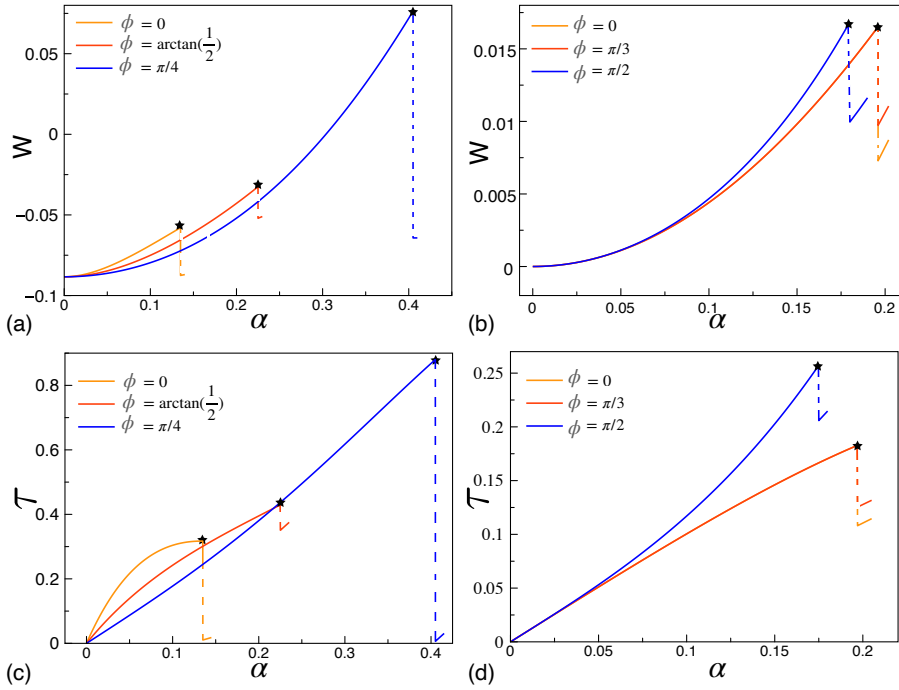 0.05
0
−0.05
−0.1
W
ϕ = 0
ϕ = arctan(1/2)
ϕ = π/4
0 0.1 0.2 0.3 0.4
(a) α
0.015
0.01
0.005
0
W
ϕ = 0
ϕ = π/3
ϕ = π/2
0 0.05 0.1 0.15 0.2
(b) α
0.8
0.6
0.4
0.2
0
𝒯
ϕ = 0
ϕ = arctan(1/2)
ϕ = π/4
0 0.1 0.2 0.3 0.4
(c) α
0.25
0.2
0.15
0.1
0.05
0
𝒯
ϕ = 0
ϕ = π/3
ϕ = π/2
0 0.05 0.1 0.15 0.2
(d) α